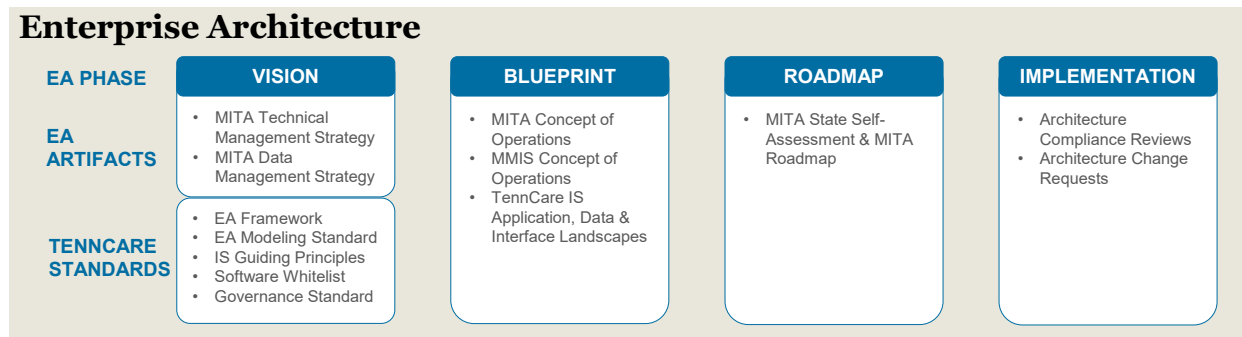 Enterprise Architecture
EA PHASE
VISION
BLUEPRINT
ROADMAP
IMPLEMENTATION
EA
ARTIFACTS
• MITA Technical
Management Strategy
• MITA Data
Management Strategy
• MITA Concept of
Operations
• MMIS Concept of
Operations
• TennCare IS
Application, Data &
Interface Landscapes
• MITA State Self-
Assessment & MITA
Roadmap
• Architecture
Compliance Reviews
• Architecture Change
Requests
TENNCARE
STANDARDS
• EA Framework
• EA Modeling Standard
• IS Guiding Principles
• Software Whitelist
• Governance Standard